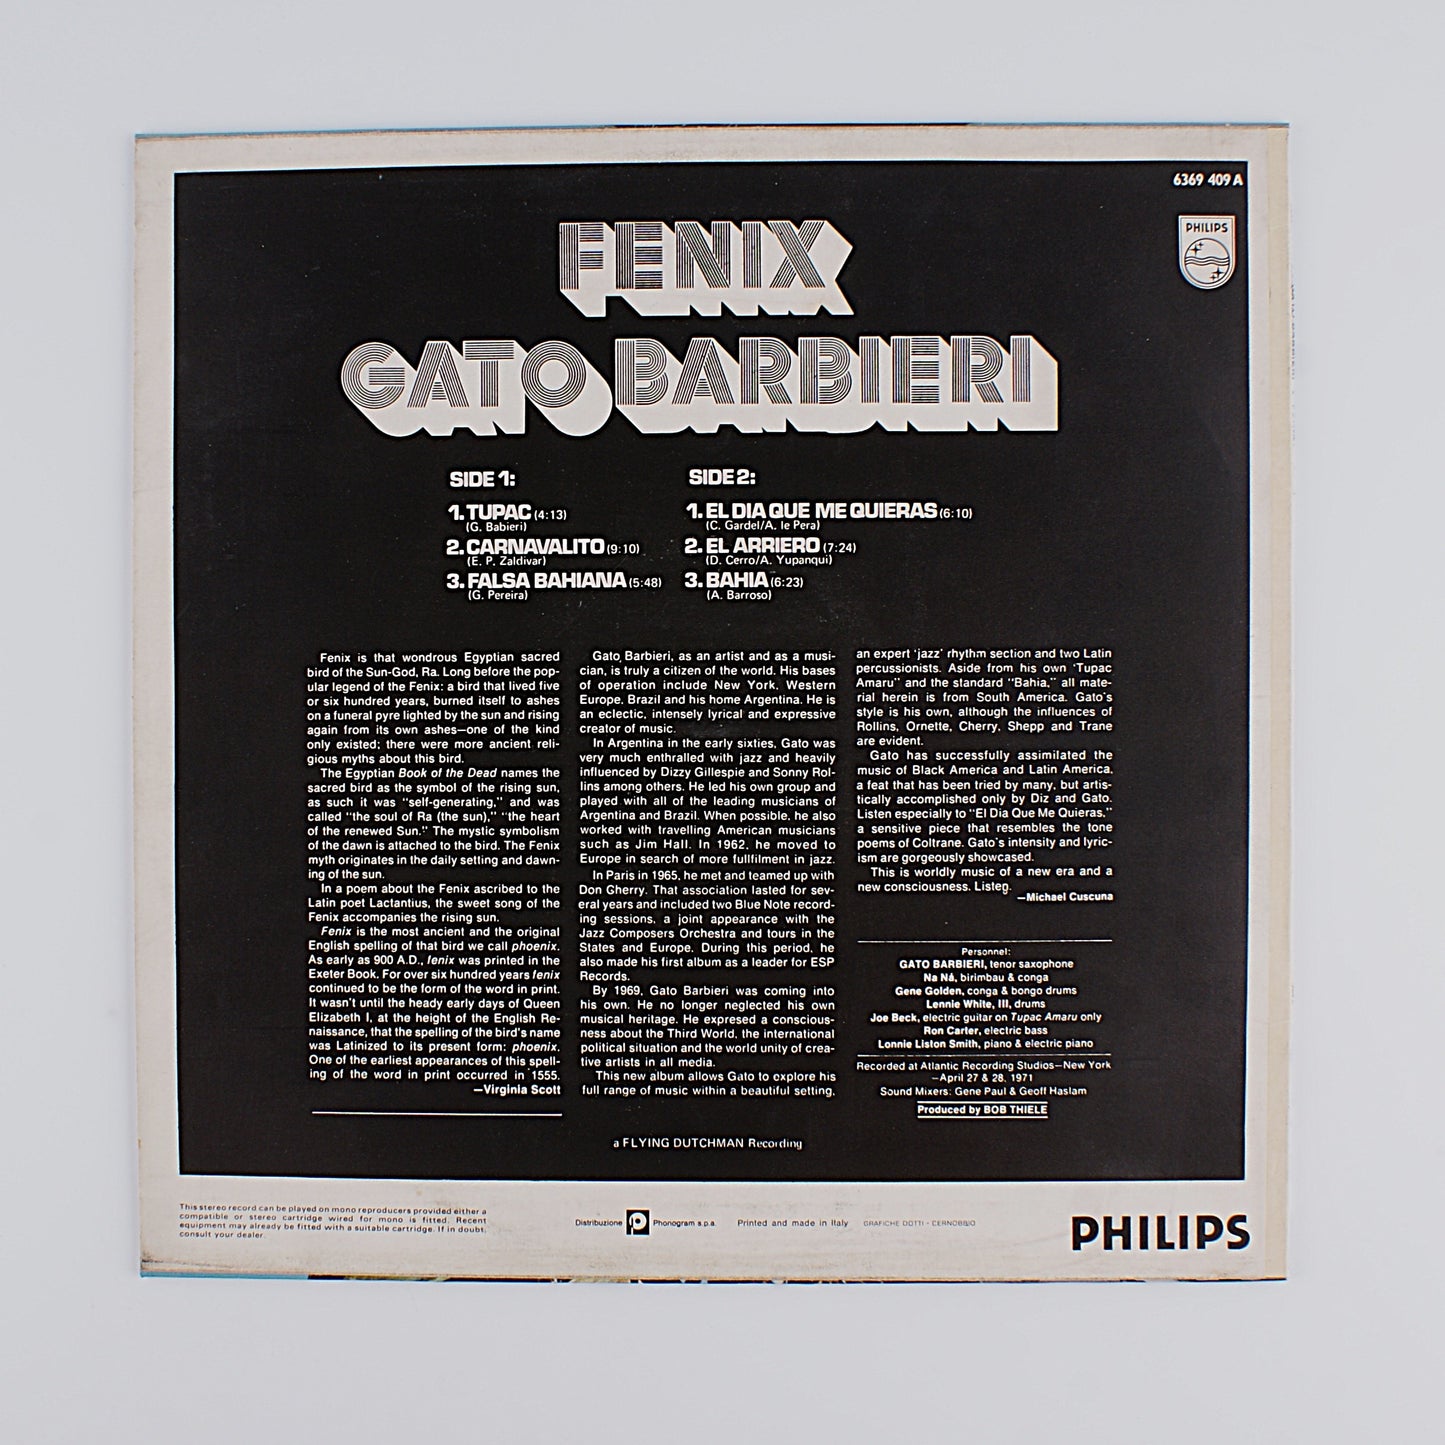 6369 409 A
PHILIPS
FENIX
GATO BARBIERI
SIDE 1:
1. TUPAC (4:13)
(G. Babieri)
2. CARNAVALITO (9:10)
(E. P. Zaldivar)
3. FALSA BAHIANA (5:48)
(G. Pereira)
SIDE 2:
1. EL DIA QUE ME QUIERAS (6:10)
(C. Gardel/A. le Pera)
2. EL ARRIERO (7:24)
(D. Cerro/A. Yupanqui)
3. BAHIA (6:23)
(A. Barroso)
Fenix is that wondrous Egyptian sacred
bird of the Sun-God, Ra. Long before the pop-
ular legend of the Fenix: a bird that lived five
or six hundred years, burned itself to ashes
on a funeral pyre lighted by the sun and rising
again from its own ashes—one of the kind
only existed; there were more ancient reli-
gious myths about this bird.
The Egyptian Book of the Dead names the
sacred bird as the symbol of the rising sun,
as such it was "self-generating," and was
called "the soul of Ra (the sun)," "the heart
of the renewed Sun." The mystic symbolism
of the dawn is attached to the bird. The Fenix
myth originates in the daily setting and dawn-
ing of the sun.
In a poem about the Fenix ascribed to the
Latin poet Lactantius, the sweet song of the
Fenix accompanies the rising sun.
Fenix is the most ancient and the original
English spelling of that bird we call phoenix.
As early as 900 A.D., fenix was printed in the
Exeter Book. For over six hundred years fenix
continued to be the form of the word in print.
It wasn't until the heady early days of Queen
Elizabeth I, at the height of the English Re-
naissance, that the spelling of the bird's name
was Latinized to its present form: phoenix.
One of the earliest appearances of this spell-
ing of the word in print occurred in 1555.
—Virginia Scott
Gato Barbieri, as an artist and as a musi-
cian, is truly a citizen of the world. His bases
of operation include New York, Western
Europe, Brazil and his home Argentina. He is
an eclectic, intensely lyrical and expressive
creator of music.
In Argentina in the early sixties, Gato was
very much enthralled with jazz and heavily
influenced by Dizzy Gillespie and Sonny Rol-
lins among others. He led his own group and
played with all of the leading musicians of
Argentina and Brazil. When possible, he also
worked with travelling American musicians
such as Jim Hall. In 1962, he moved to
Europe in search of more fullfilment in jazz.
In Paris in 1965, he met and teamed up with
Don Gherry. That association lasted for sev-
eral years and included two Blue Note record-
ing sessions, a joint appearance with the
Jazz Composers Orchestra and tours in the
States and Europe. During this period, he
also made his first album as a leader for ESP
Records.
By 1969, Gato Barbieri was coming into
his own. He no longer neglected his own
musical heritage. He expresed a conscious-
ness about the Third World, the international
political situation and the world unity of crea-
tive artists in all media.
This new album allows Gato to explore his
full range of music within a beautiful setting,
an expert 'jazz' rhythm section and two Latin
percussionists. Aside from his own 'Tupac
Amaru" and the standard "Bahia," all mate-
rial herein is from South America. Gato's
style is his own, although the influences of
Rollins, Ornette, Cherry, Shepp and Trane
are evident.
Gato has successfully assimilated the
music of Black America and Latin America,
a feat that has been tried by many, but artis-
tically accomplished only by Diz and Gato.
Listen especially to "El Dia Que Me Quieras,"
a sensitive piece that resembles the tone
poems of Coltrane. Gato's intensity and lyric-
ism are gorgeously showcased.
This is worldly music of a new era and a
new consciousness. Listen.
—Michael Cuscuna
Personnel:
GATO BARBIERI, tenor saxophone
Na Ná, birimbau & conga
Gene Golden, conga & bongo drums
Lennie White, III, drums
Joe Beck, electric guitar on Tupac Amaru only
Ron Carter, electric bass
Lonnie Liston Smith, piano & electric piano
Recorded at Atlantic Recording Studios—New York
—April 27 & 28, 1971
Sound Mixers: Gene Paul & Geoff Haslam
Produced by BOB THIELE
a FLYING DUTCHMAN Recording
This stereo record can be played on mono reproducers provided either a
compatible or stereo cartridge wired for mono is fitted. Recent
equipment may already be fitted with a suitable cartridge. If in doubt,
consult your dealer.
Distribuzione P Phonogram s.p.a. Printed and made in Italy GRAFICHE DOTTI - CERNOBBIO
PHILIPS